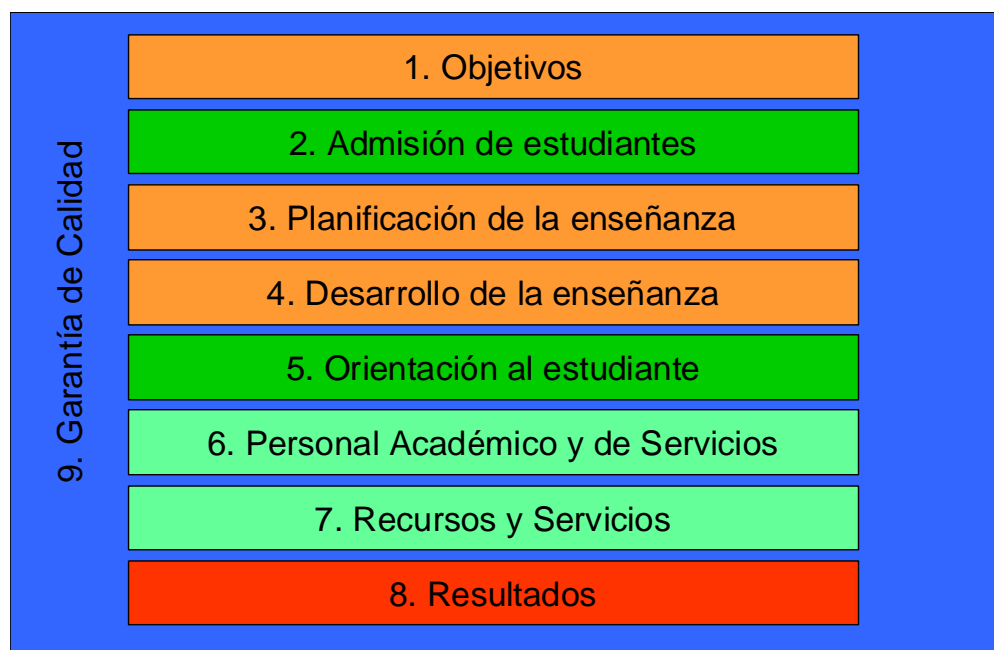 1. Objetivos
2. Admisión de estudiantes
3. Planificación de la enseñanza
4. Desarrollo de la enseñanza
5. Orientación al estudiante
6. Personal Académico y de Servicios
7. Recursos y Servicios
8. Resultados
9. Garantía de Calidad